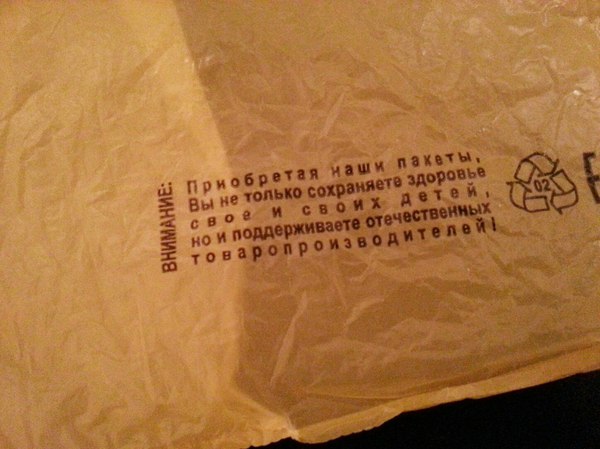 ВНИМАНИЕ:
Приобретая наши пакеты,
Вы не только сохраняете здоровье
свое и своих детей,
но и поддерживаете отечественных
товаропроизводителей!
02